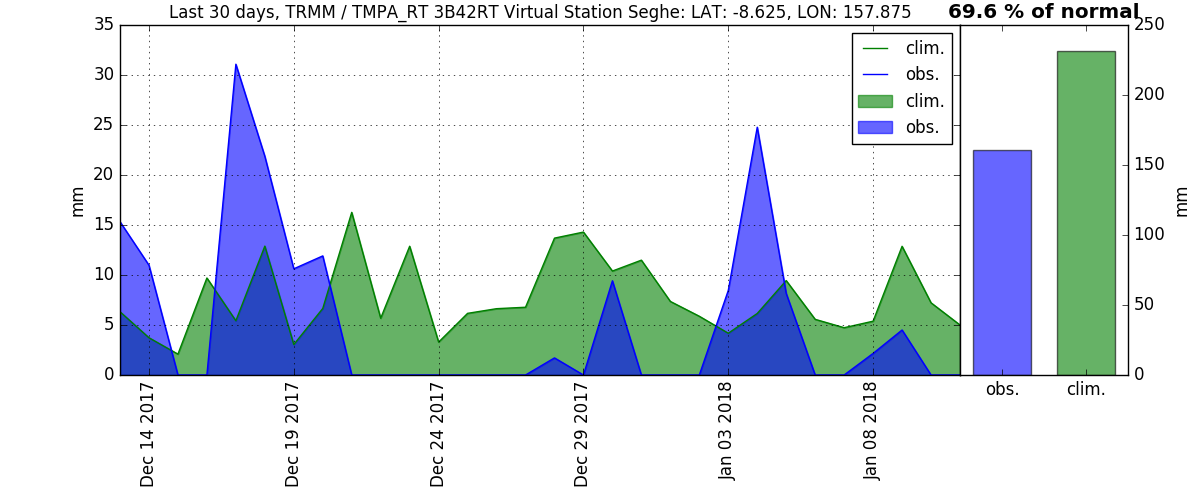 Last 30 days, TRMM / TMPA_RT 3B42RT Virtual Station Seghe: LAT: -8.625, LON: 157.875
69.6 % of normal
35
30
25
20
15
10
5
0
mm
clim.
obs.
clim.
obs.
Dec 14 2017
Dec 19 2017
Dec 24 2017
Dec 29 2017
Jan 03 2018
Jan 08 2018
250
200
150
100
50
0
mm
obs.
clim.